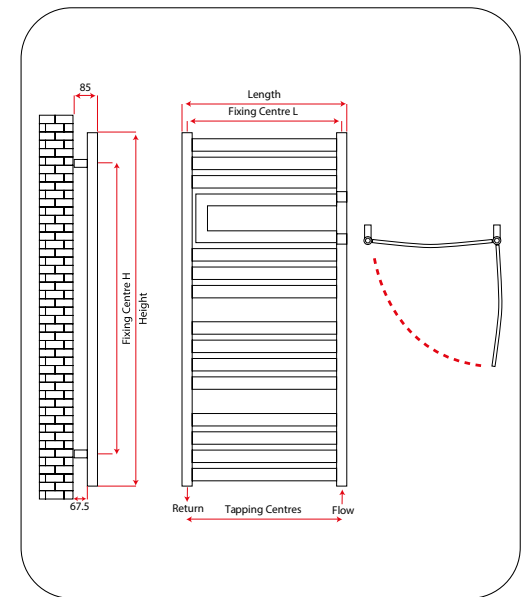 85
Length
Fixing Centre L
Fixing Centre H
Height
67.5
Return
Tapping Centres
Flow